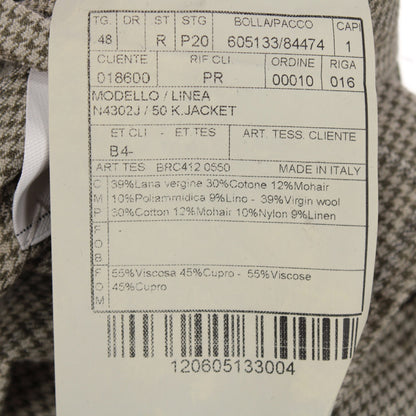 TG. DR ST STG BOLLA/PACCO CAPI
48 R P20 605133/84474 1
CLIENTE RIF CLI ORDINE RIGA
018600 PR 00010 016
MODELLO / LINEA
N4302J / 50 K.JACKET
ET CLI - ET TES ART. TESS. CLIENTE
B4-
ART TES BRC412 0550 MADE IN ITALY
C 39%Lana vergine 30%Cotone 12%Mohair
M 10%Poliammidica 9%Lino - 39%Virgin wool
P 30%Cotton 12%Mohair 10%Nylon 9%Linen
F
O
D
F 55%Viscosa 45%Cupro - 55%Viscose
O 45%Cupro
M
120605133004